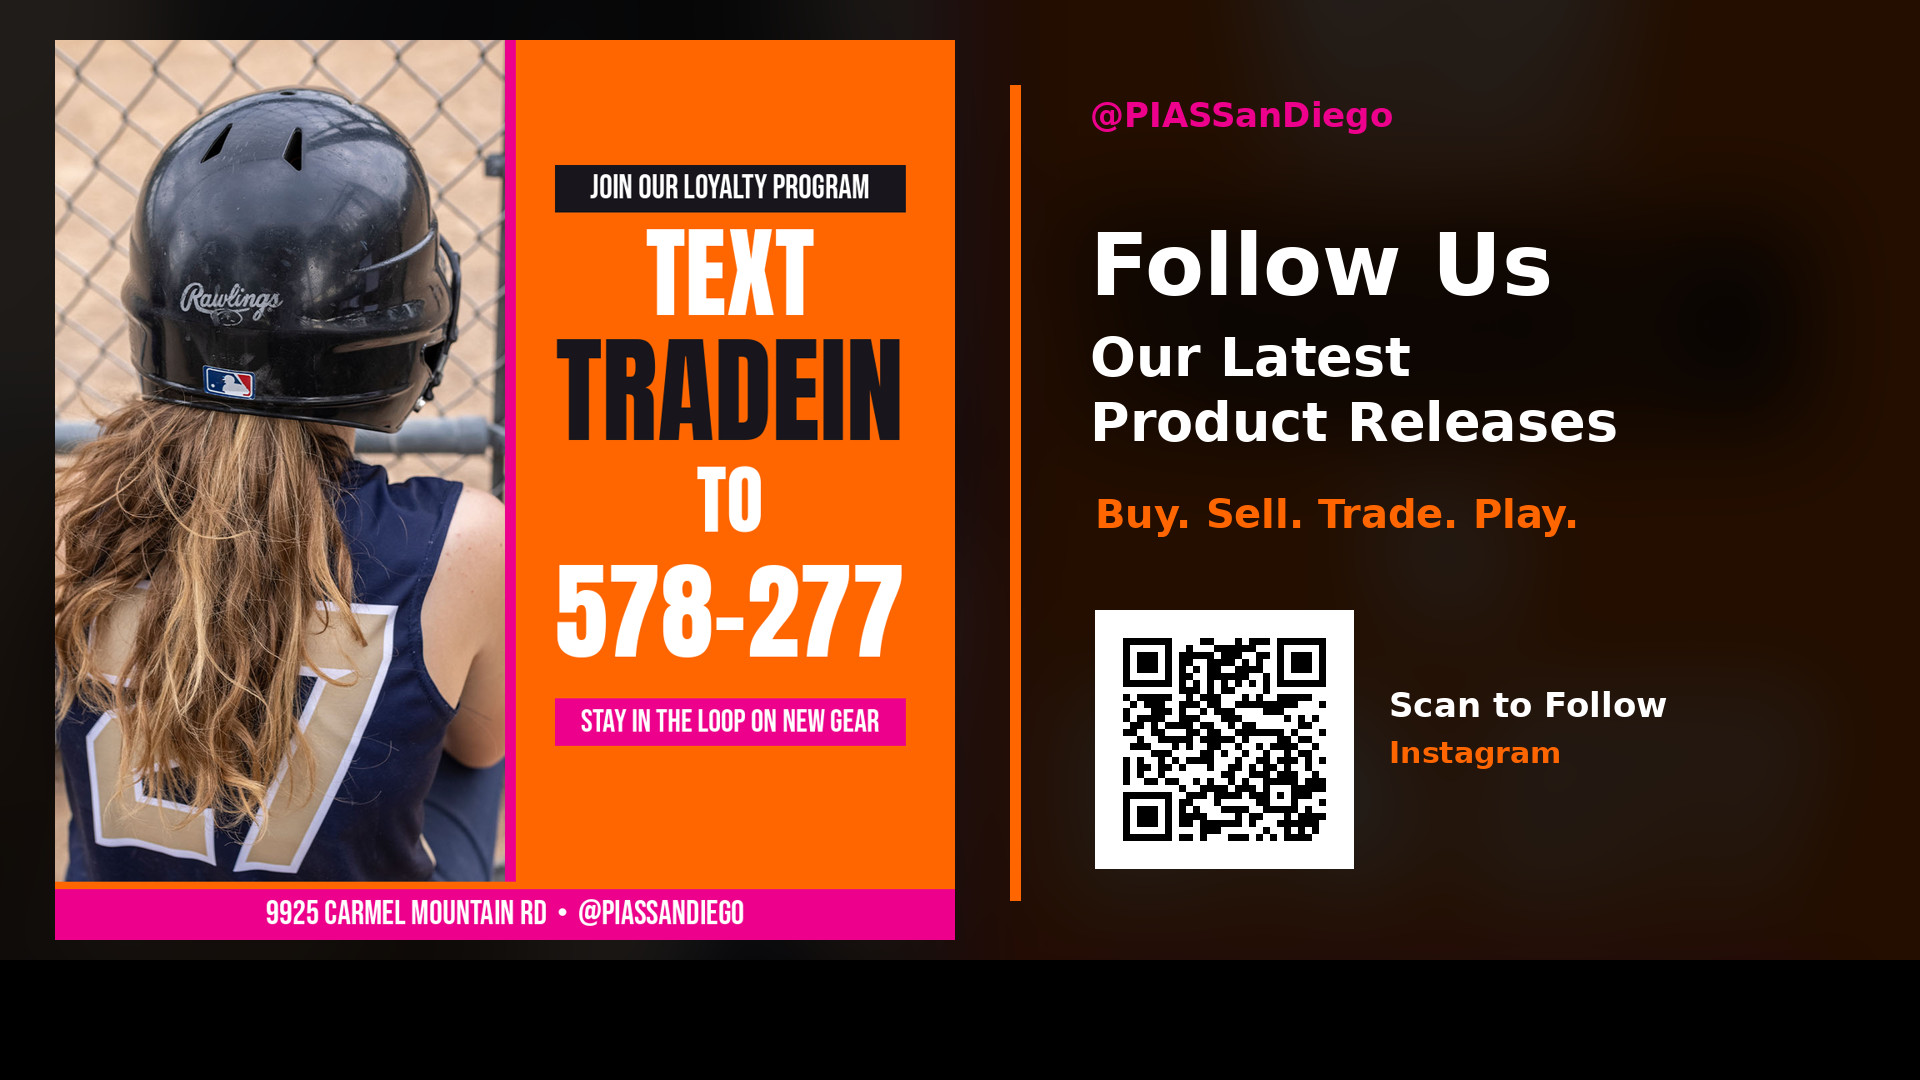 Rawlings
27
JOIN OUR LOYALTY PROGRAM
TEXT
TRADEIN
TO
578-277
STAY IN THE LOOP ON NEW GEAR
9925 CARMEL MOUNTAIN RD • @PIASSANDIEGO
@PIASSanDiego
Follow Us
Our Latest
Product Releases
Buy. Sell. Trade. Play.
Scan to Follow
Instagram